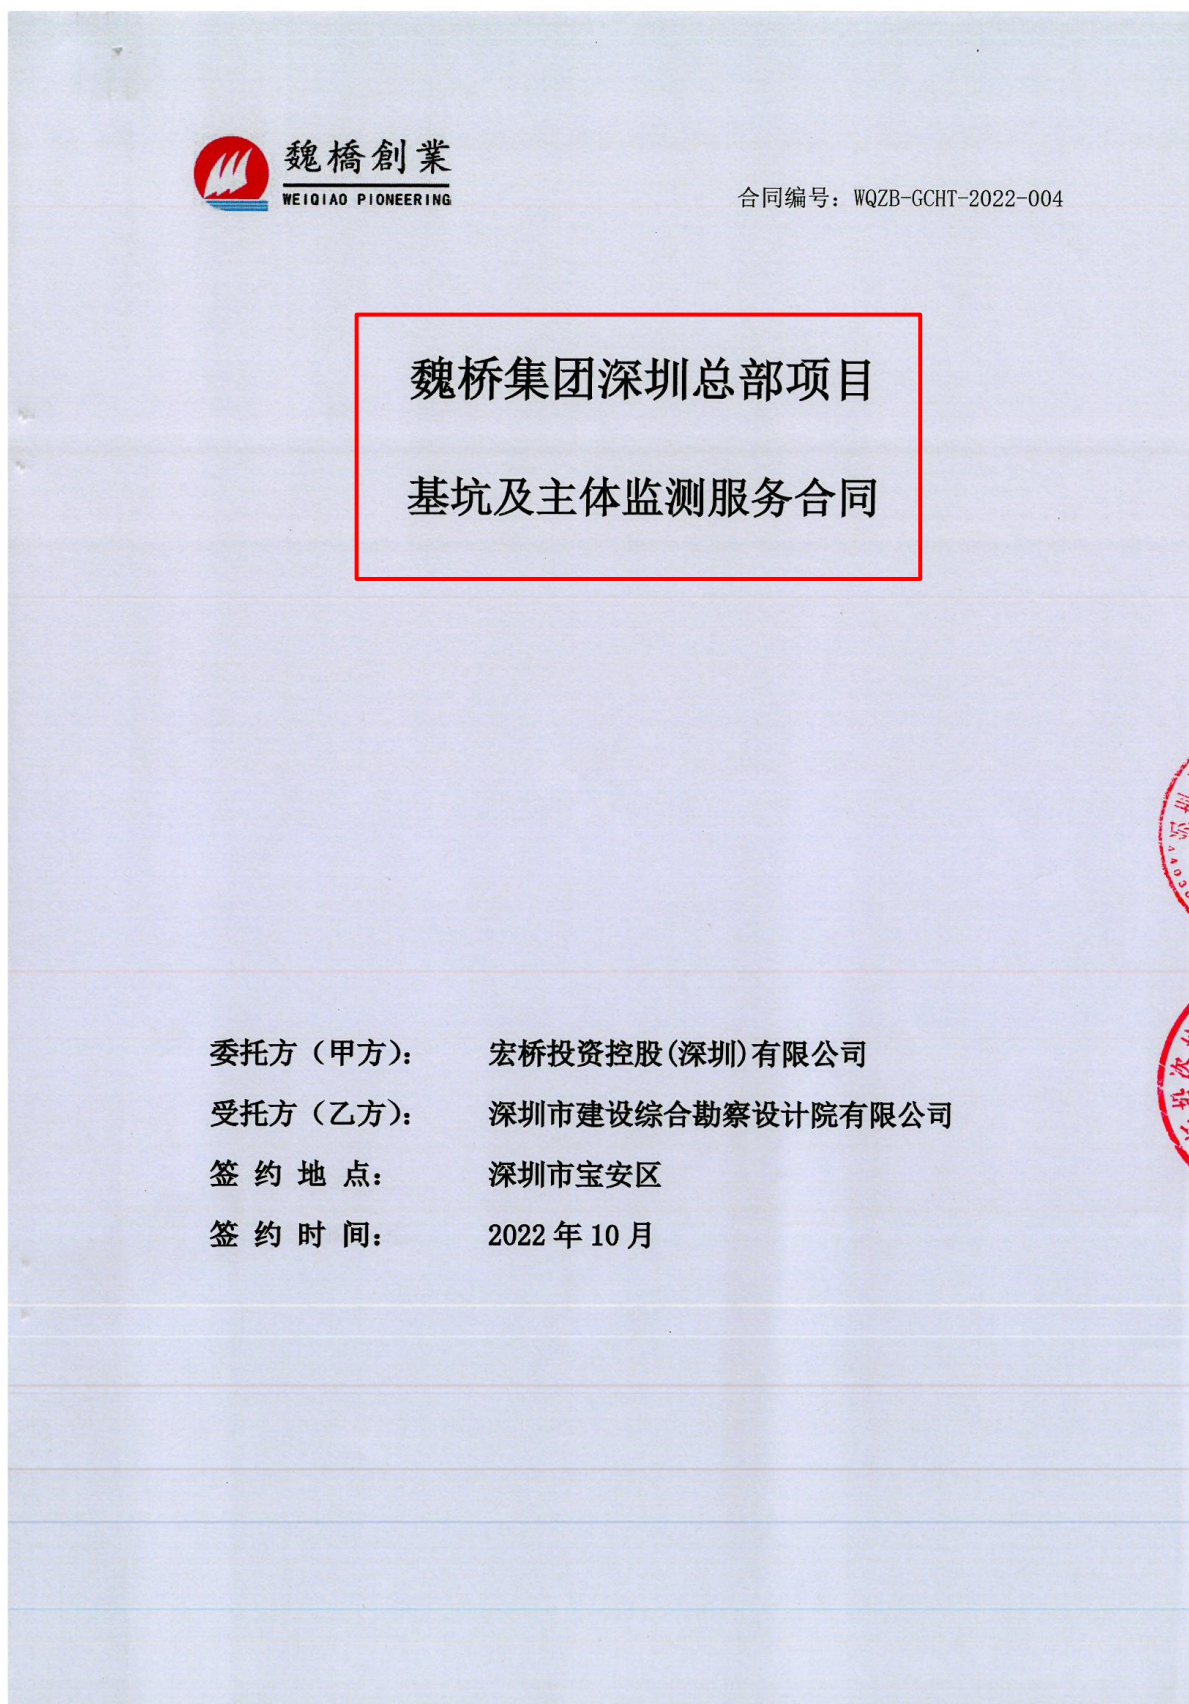 魏橋創業
WEIQIAO PIONEERING
合同编号：WQZB-GCHT-2022-004
魏桥集团深圳总部项目
基坑及主体监测服务合同
委托方（甲方）： 宏桥投资控股(深圳)有限公司
受托方（乙方）： 深圳市建设综合勘察设计院有限公司
签 约 地 点： 深圳市宝安区
签 约 时 间： 2022 年 10 月